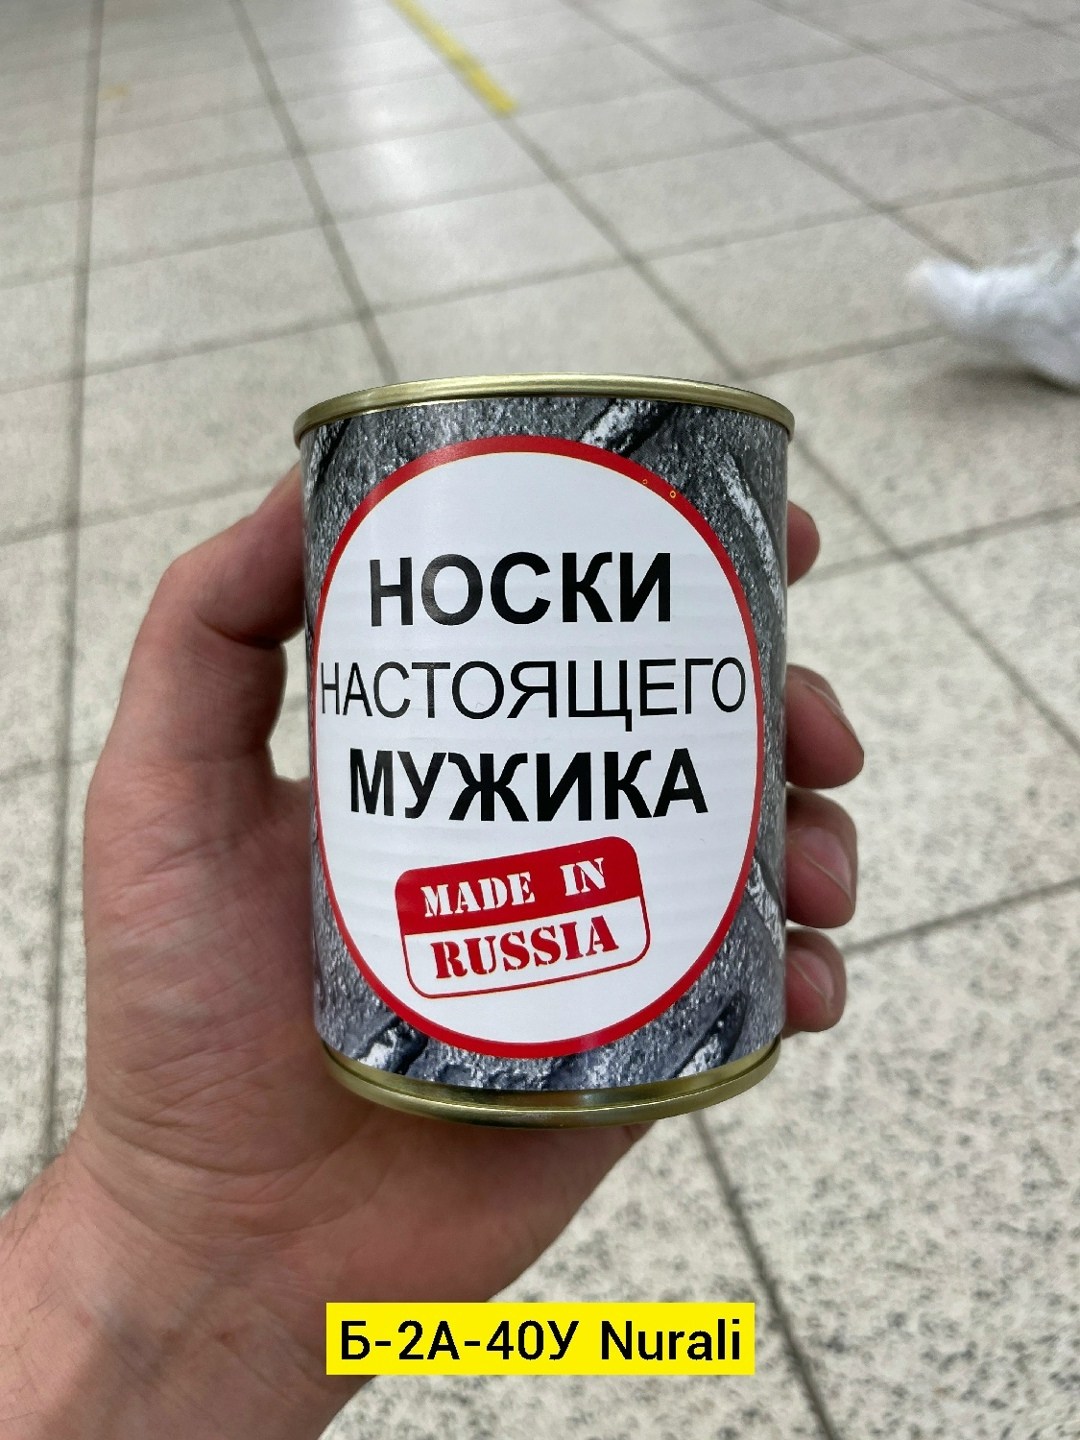 НОСКИ
НАСТОЯЩЕГО
МУЖИКА
MADE IN
RUSSIA
Б-2А-40У Nurali